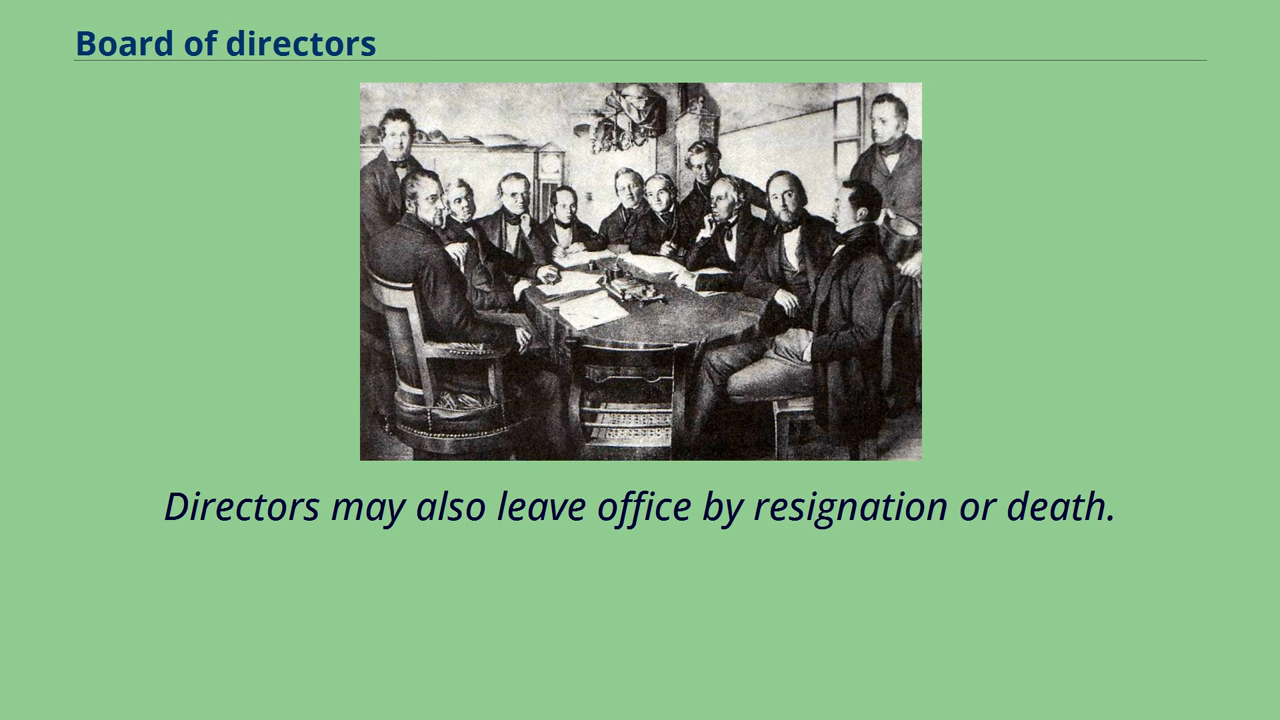 Board of directors
Directors may also leave office by resignation or death.